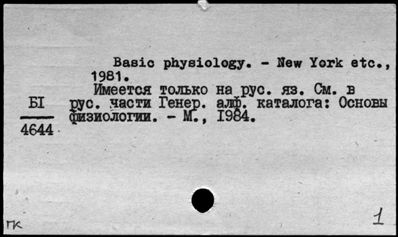 Basic physiology. - New York etc.,
1981.
Имеется только на рус. яз. См. в
рус. части Генер. алф. каталога: Основы
физиологии. - М., 1984.
БІ
4644
ГК
1